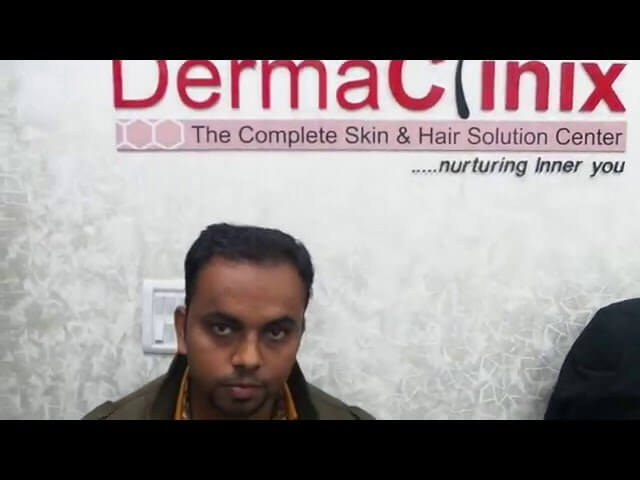 DermaClinix
The Complete Skin & Hair Solution Center
.....nurturing Inner you